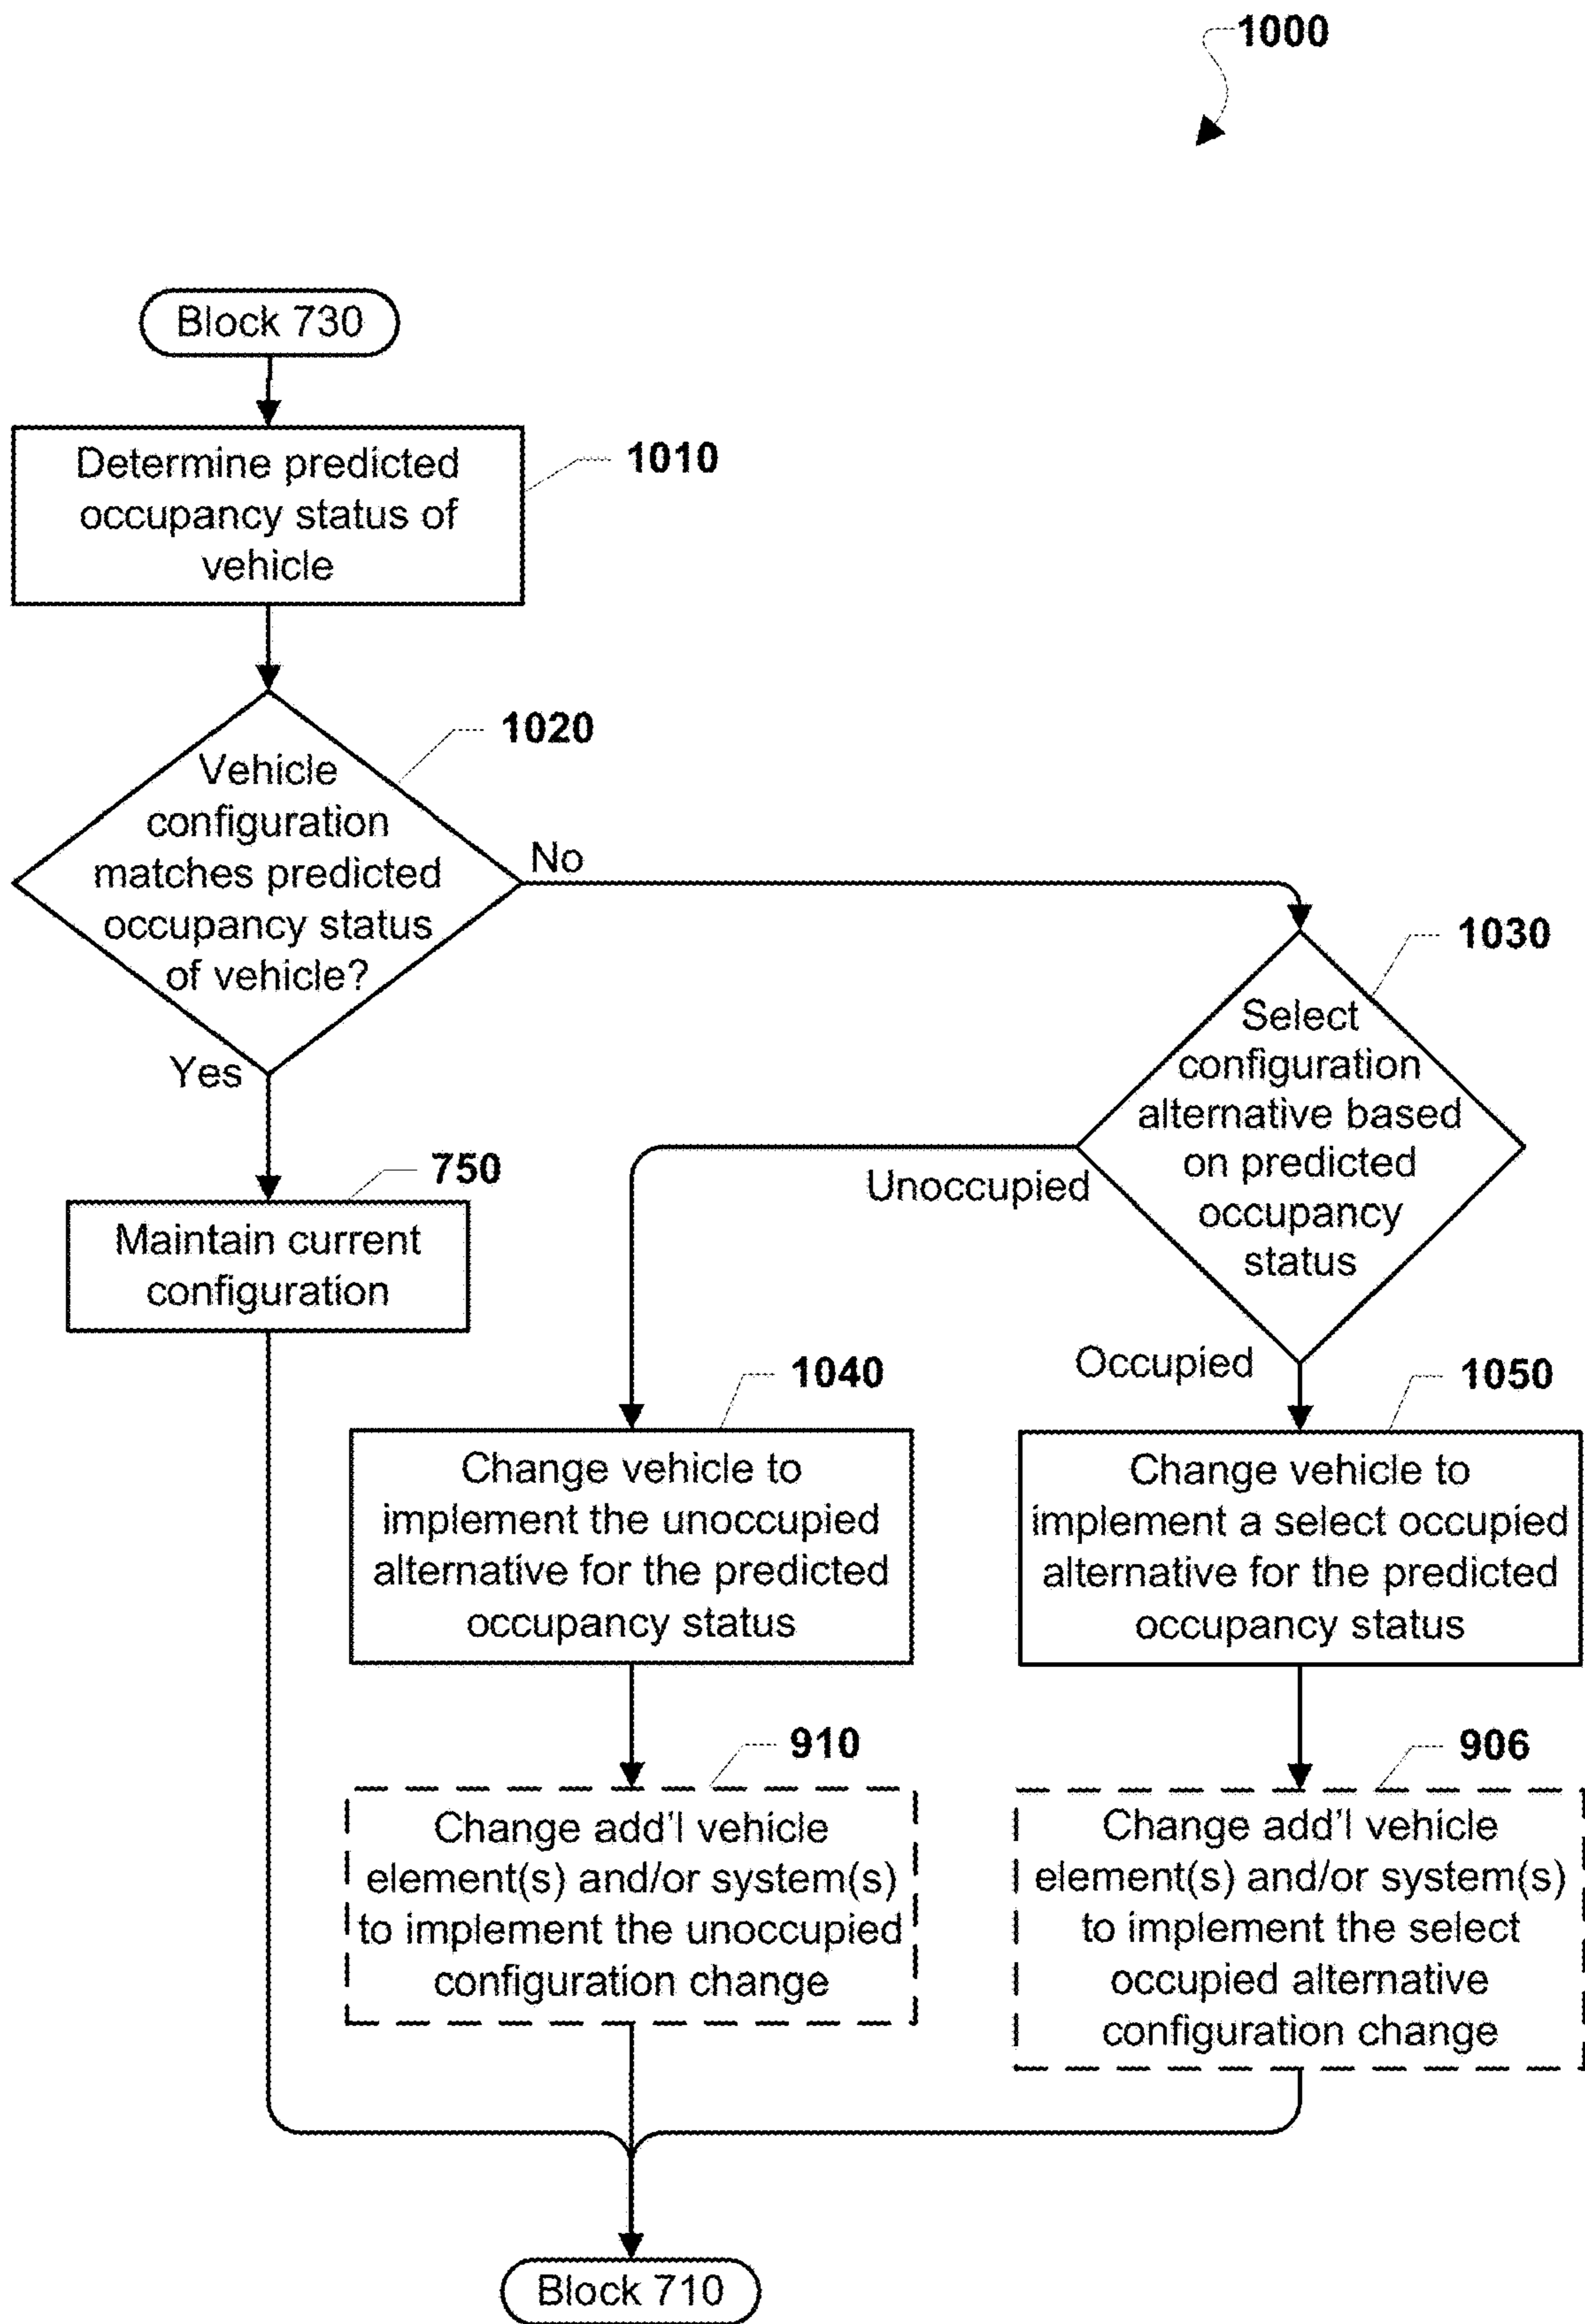 1000
Block 730
Determine predicted
occupancy status of
vehicle
1010
1020
Vehicle
configuration
matches predicted
occupancy status
of vehicle?
No
Yes
1030
Select
configuration
alternative based
on predicted
occupancy
status
Unoccupied
Occupied
750
Maintain current
configuration
1040
Change vehicle to
implement the unoccupied
alternative for the predicted
occupancy status
1050
Change vehicle to
implement a select occupied
alternative for the predicted
occupancy status
910
Change add'l vehicle
element(s) and/or system(s)
to implement the unoccupied
configuration change
906
Change add'l vehicle
element(s) and/or system(s)
to implement the select
occupied alternative
configuration change
Block 710